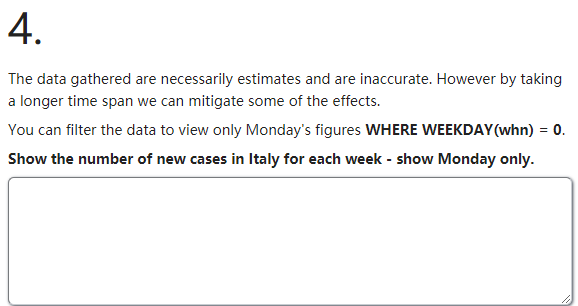 4.
The data gathered are necessarily estimates and are inaccurate. However by taking
a longer time span we can mitigate some of the effects.
You can filter the data to view only Monday's figures WHERE WEEKDAY(whn) = 0.
Show the number of new cases in Italy for each week - show Monday only.